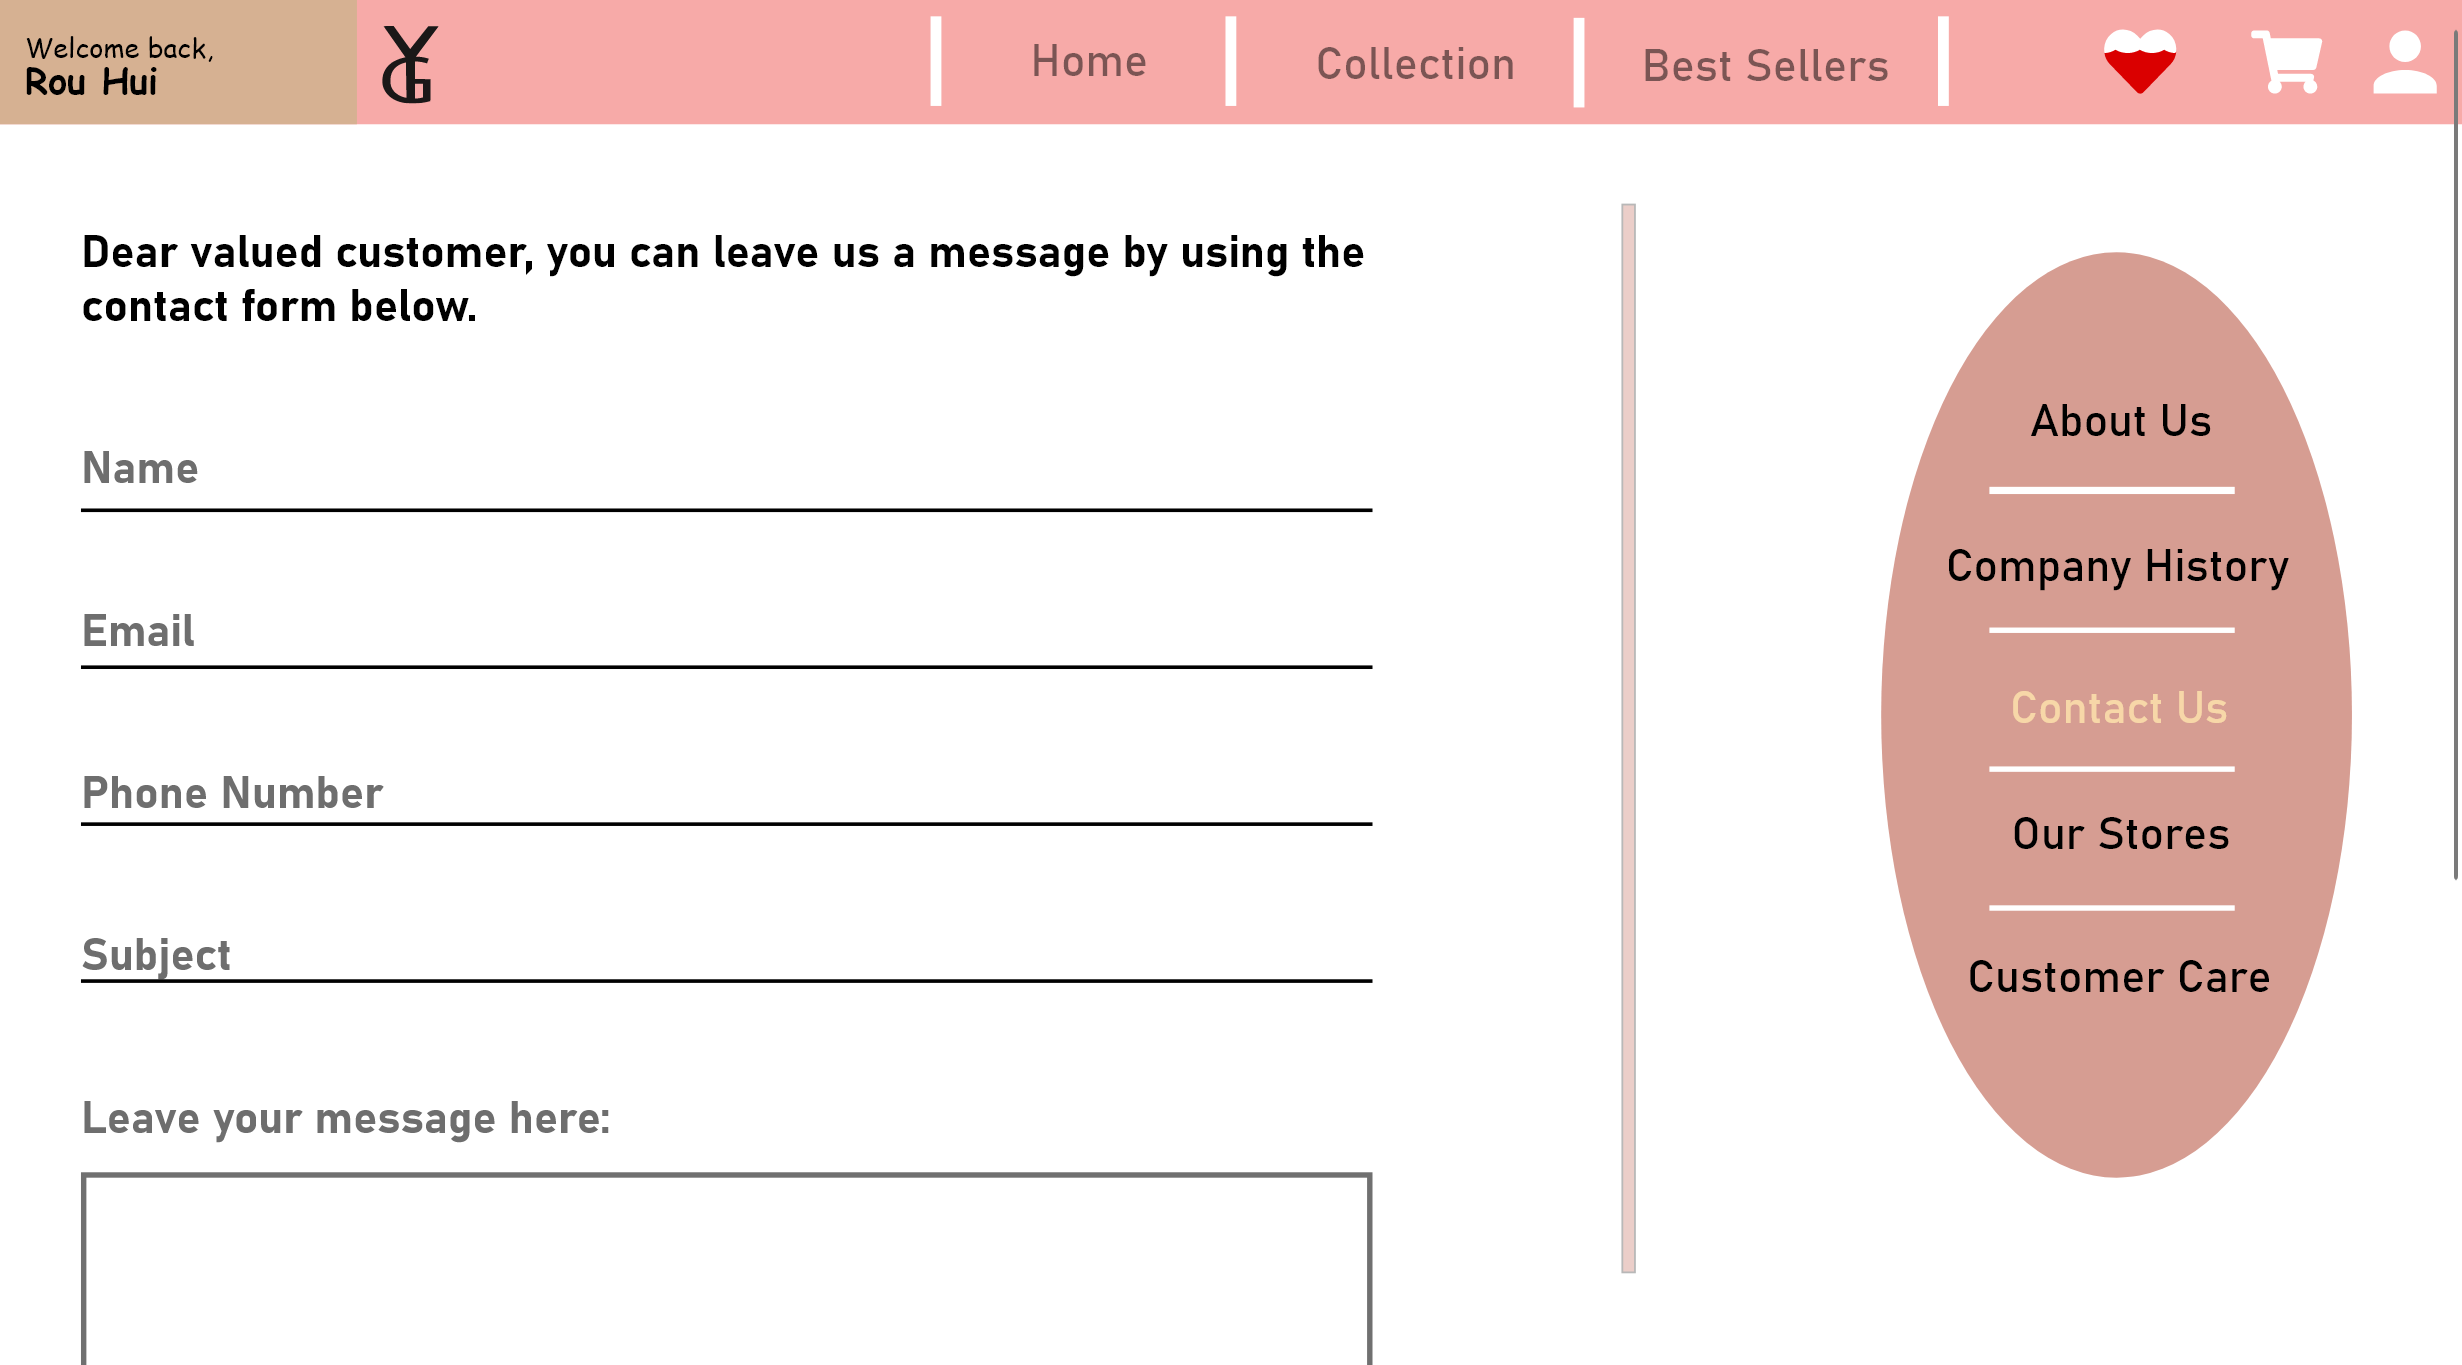 Welcome back,
Rou Hui
YG
Home
Collection
Best Sellers
Dear valued customer, you can leave us a message by using the
contact form below.
Name
Email
Phone Number
Subject
Leave your message here:
About Us
Company History
Contact Us
Our Stores
Customer Care